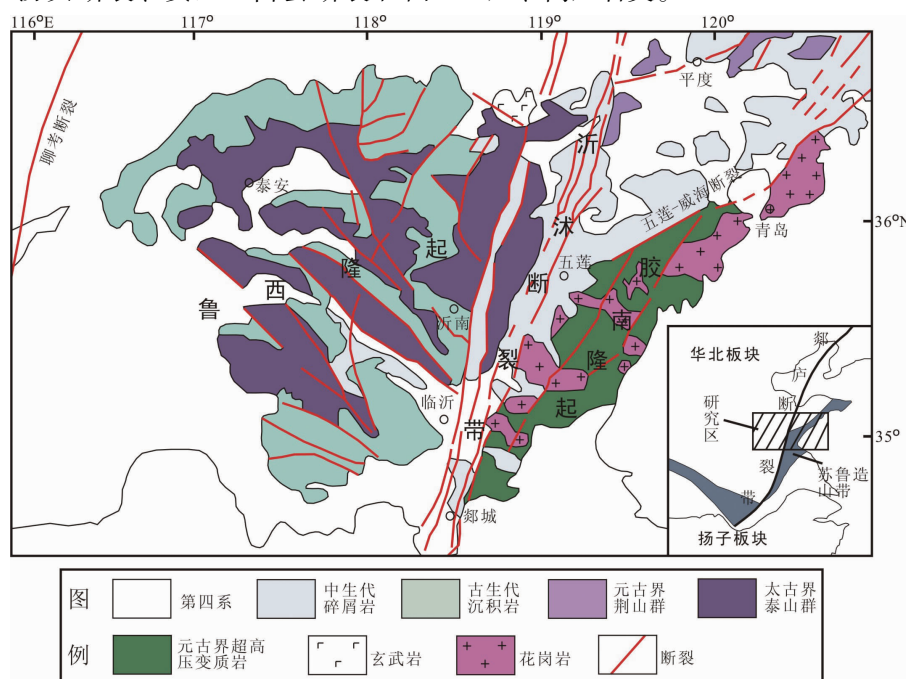 116°E 117° 118° 119° 120°
聊考断裂
平度
沂
泰安
五莲-威海断裂
36°N
沭
青岛
起
五莲
胶
隆
断
西
鲁
南
沂南
裂
隆
华北板块
郯
庐
断
研究区
临沂
起
带
35°
裂
苏鲁造山带
带
郯城
扬子板块
图
例
第四系
中生代
碎屑岩
古生代
沉积岩
元古界
荆山群
太古界
泰山群
元古界超高
压变质岩
玄武岩
花岗岩
断裂